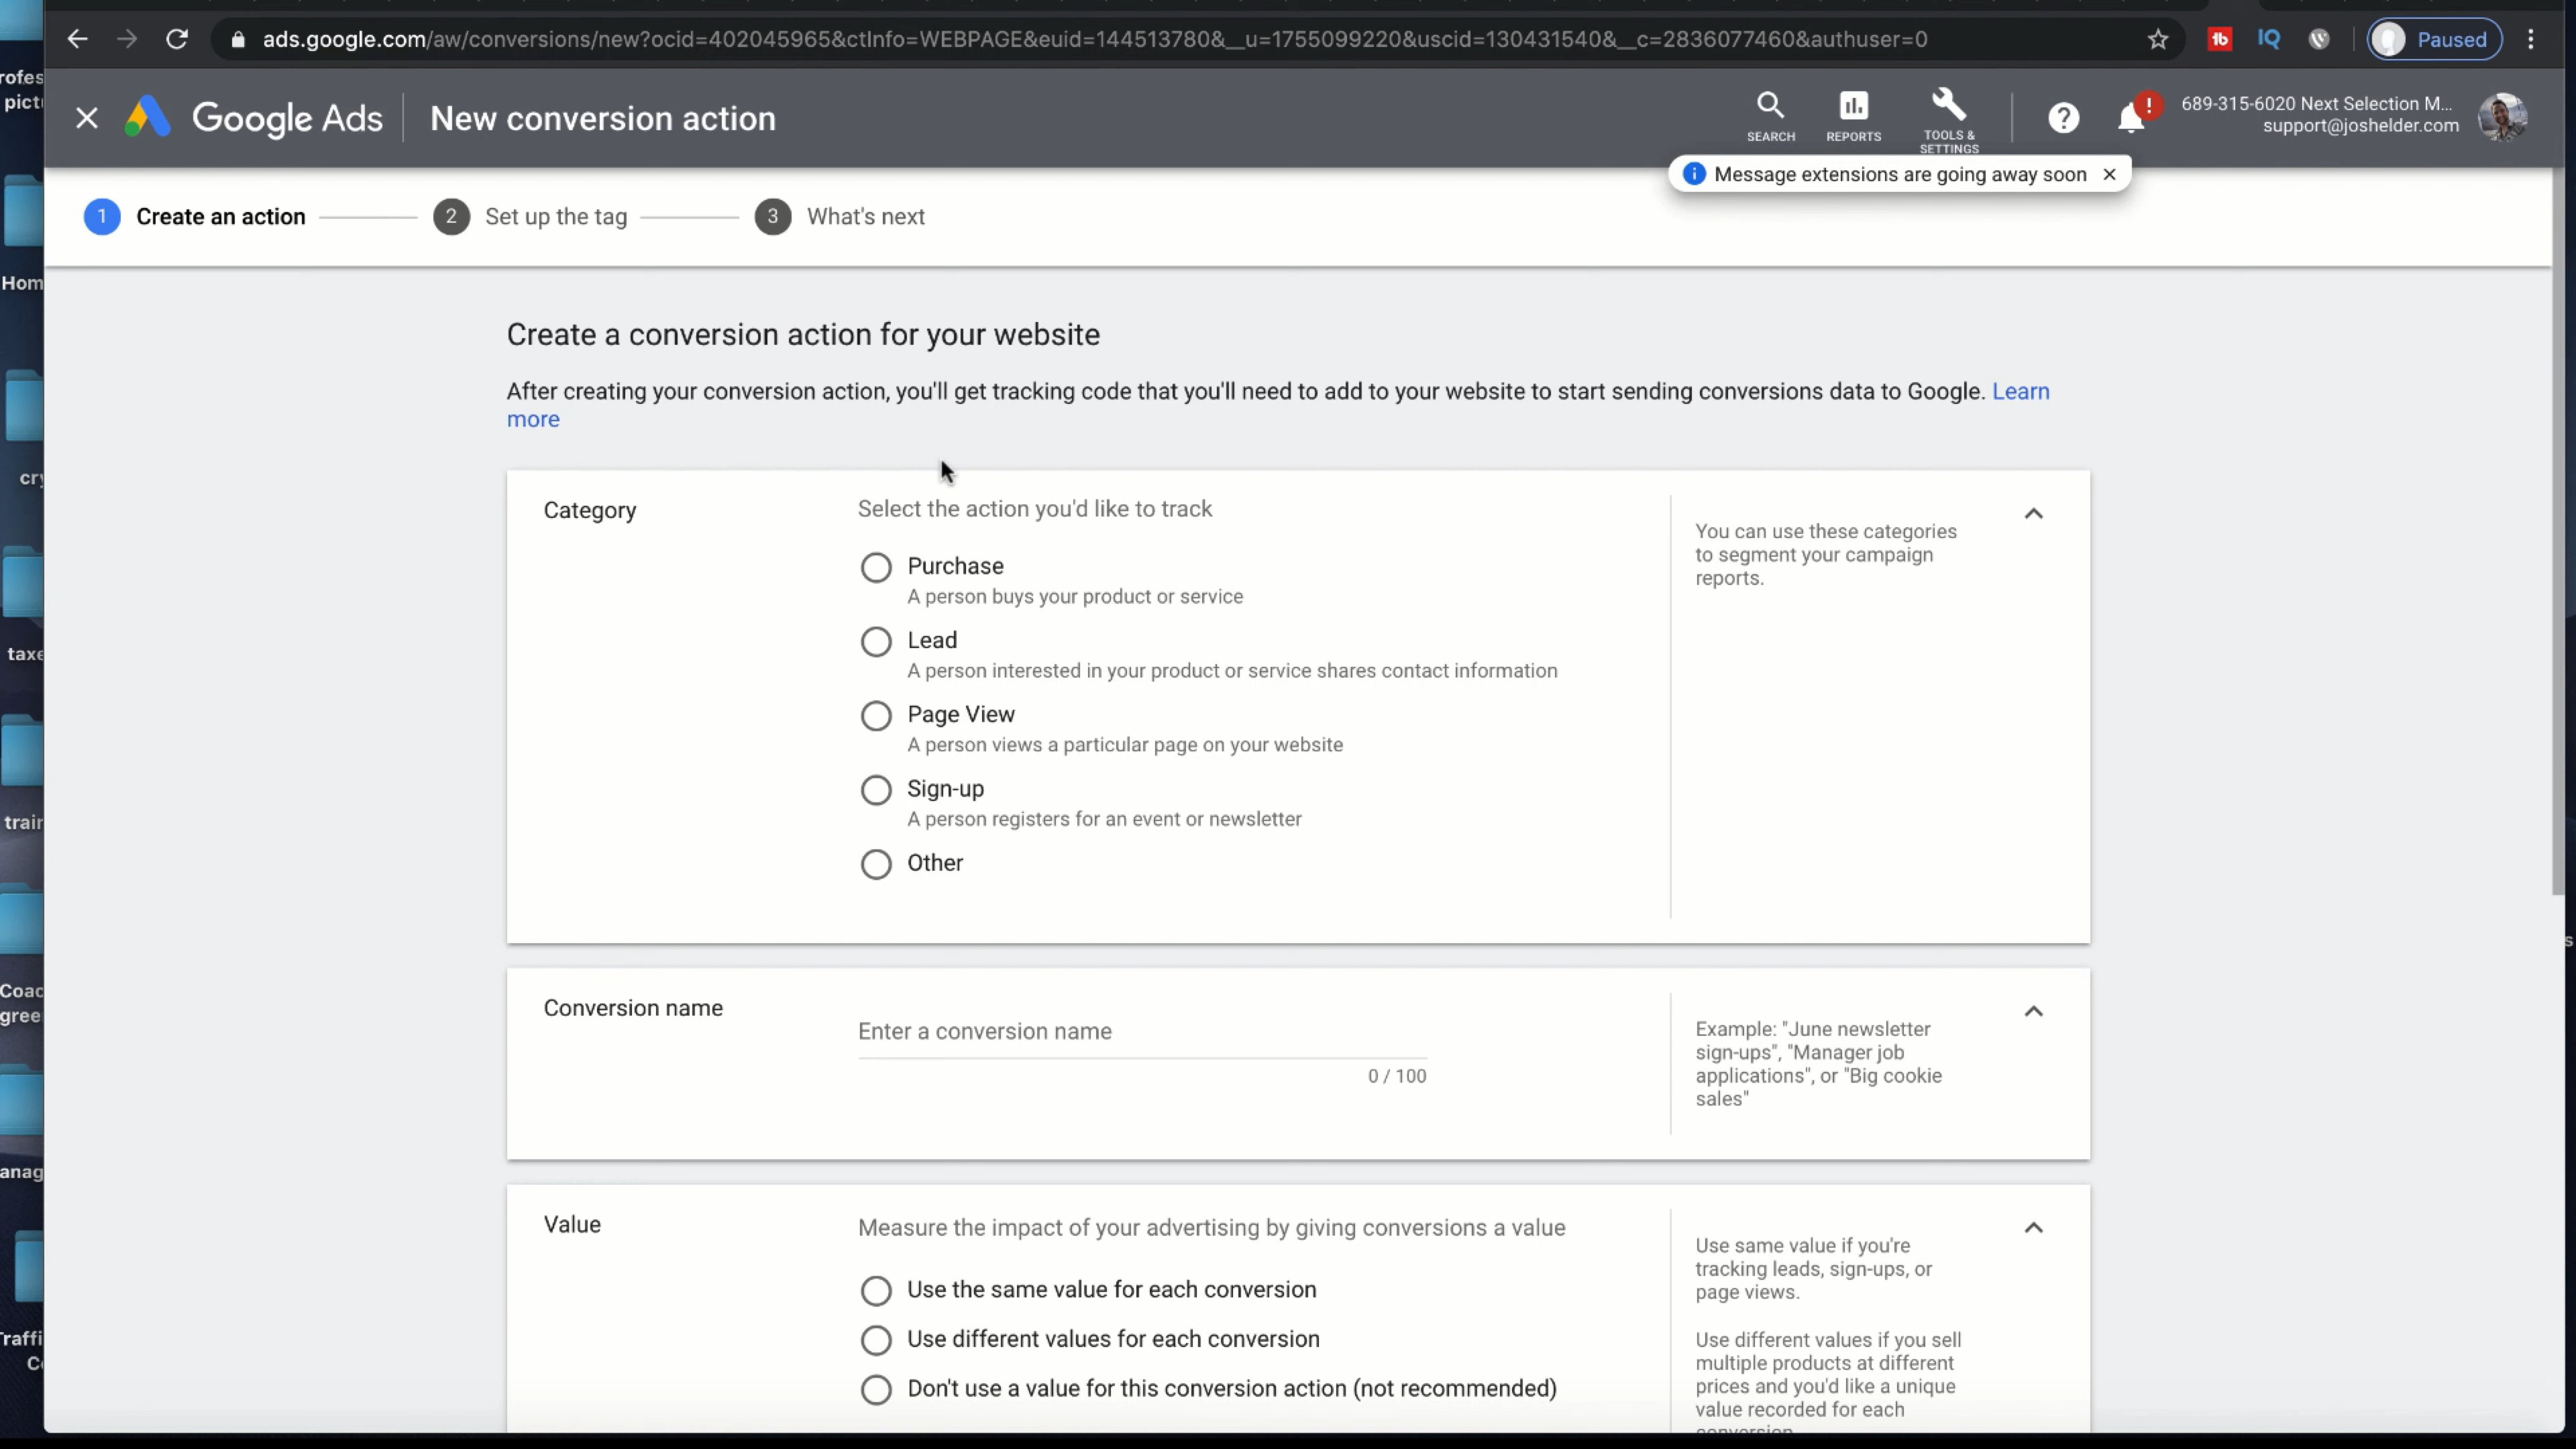 ads.google.com/aw/conversions/new?ocid=402045965&ctInfo=WEBPAGE&euid=144513780&__u=1755099220&uscid=130431540&__c=2836077460&authuser=0
Paused
Google Ads
New conversion action
SEARCH
REPORTS
TOOLS &
SETTINGS
689-315-6020 Next Selection M...
support@joshelder.com
Message extensions are going away soon
1 Create an action
2 Set up the tag
3 What's next
Create a conversion action for your website
After creating your conversion action, you'll get tracking code that you'll need to add to your website to start sending conversions data to Google. Learn
more
Category
Select the action you'd like to track
Purchase
A person buys your product or service
Lead
A person interested in your product or service shares contact information
Page View
A person views a particular page on your website
Sign-up
A person registers for an event or newsletter
Other
You can use these categories
to segment your campaign
reports.
Conversion name
Enter a conversion name
0 / 100
Example: "June newsletter
sign-ups", "Manager job
applications", or "Big cookie
sales"
Value
Measure the impact of your advertising by giving conversions a value
Use the same value for each conversion
Use different values for each conversion
Don't use a value for this conversion action (not recommended)
Use same value if you're
tracking leads, sign-ups, or
page views.
Use different values if you sell
multiple products at different
prices and you'd like a unique
value recorded for each